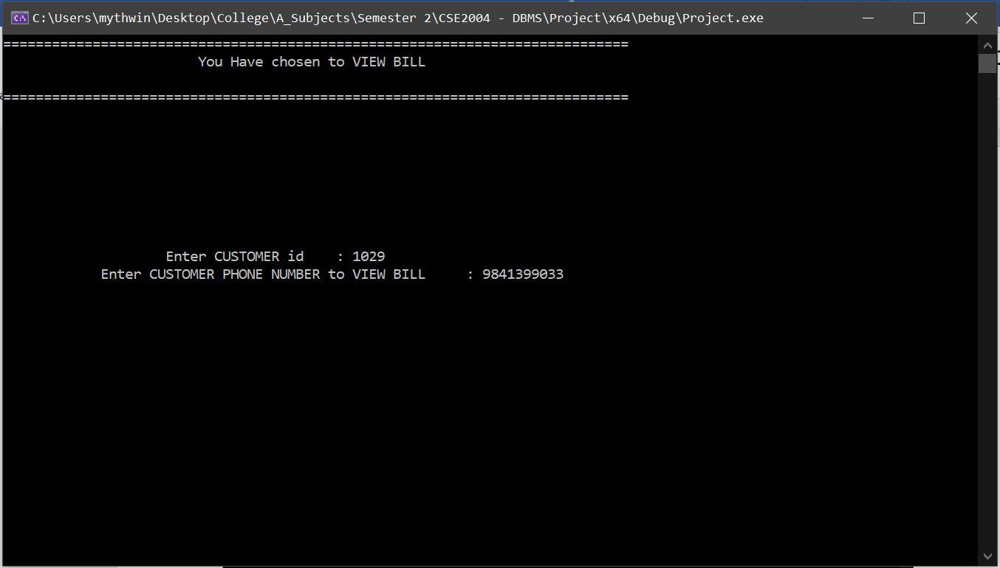 C:\Users\mythwin\Desktop\College\A_Subjects\Semester 2\CSE2004 - DBMS\Project\x64\Debug\Project.exe
=============================================================================
You Have chosen to VIEW BILL
=============================================================================
Enter CUSTOMER id    : 1029
Enter CUSTOMER PHONE NUMBER to VIEW BILL     : 9841399033